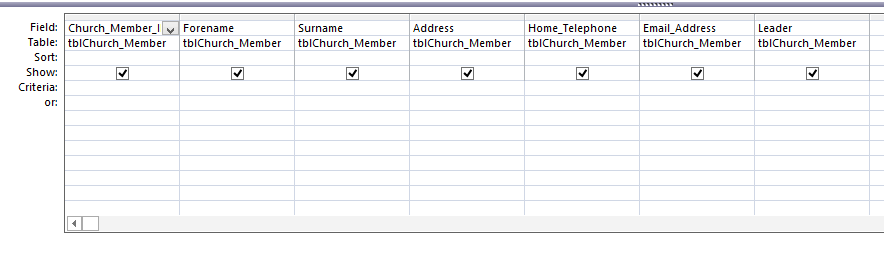 Field: Church_Member_I Forename Surname Address Home_Telephone Email_Address Leader
Table: tblChurch_Member tblChurch_Member tblChurch_Member tblChurch_Member tblChurch_Member tblChurch_Member tblChurch_Member
Sort:
Show:
Criteria:
or: